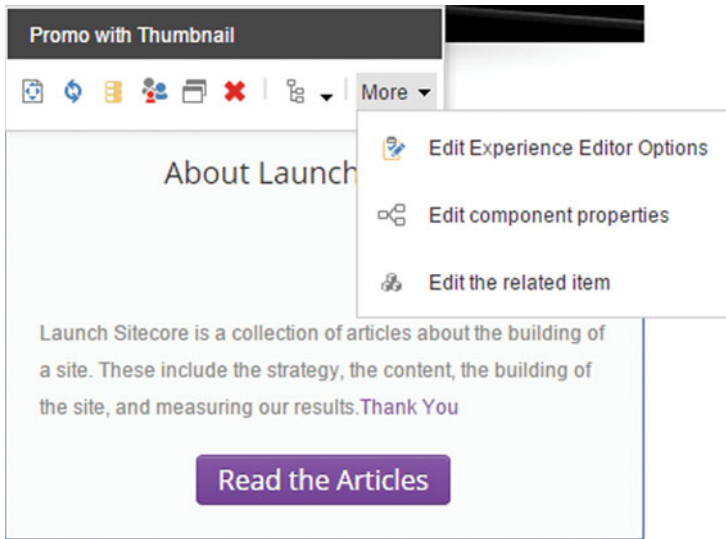 Promo with Thumbnail
More
Edit Experience Editor Options
Edit component properties
Edit the related item
About Launch
Launch Sitecore is a collection of articles about the building of
a site. These include the strategy, the content, the building of
the site, and measuring our results.Thank You
Read the Articles